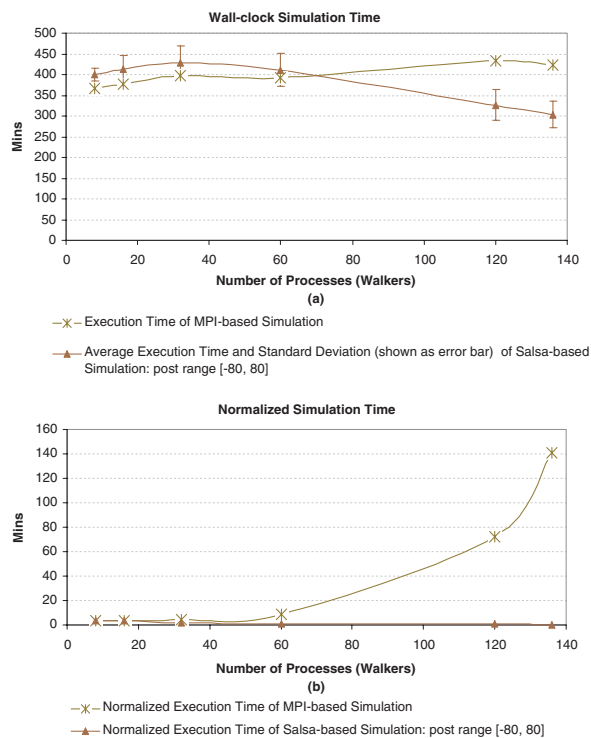 Wall-clock Simulation Time
500
450
400
350
300
250
200
150
100
50
0
Mins
0 20 40 60 80 100 120 140
Number of Processes (Walkers)
(a)
Execution Time of MPI-based Simulation
Average Execution Time and Standard Deviation (shown as error bar) of Salsa-based
Simulation: post range [-80, 80]
Normalized Simulation Time
160
140
120
100
80
60
40
20
0
Mins
0 20 40 60 80 100 120 140
Number of Processes (Walkers)
(b)
Normalized Execution Time of MPI-based Simulation
Normalized Execution Time of Salsa-based Simulation: post range [-80, 80]